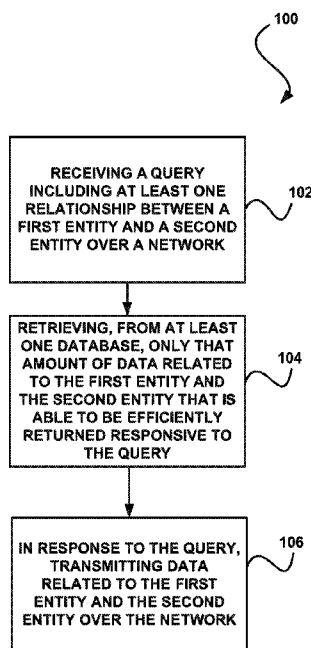 100
RECEIVING A QUERY
INCLUDING AT LEAST ONE
RELATIONSHIP BETWEEN A
FIRST ENTITY AND A SECOND
ENTITY OVER A NETWORK
102
RETRIEVING, FROM AT LEAST
ONE DATABASE, ONLY THAT
AMOUNT OF DATA RELATED
TO THE FIRST ENTITY AND
THE SECOND ENTITY THAT IS
ABLE TO BE EFFICIENTLY
RETURNED RESPONSIVE TO
THE QUERY
104
IN RESPONSE TO THE QUERY,
TRANSMITTING DATA
RELATED TO THE FIRST
ENTITY AND THE SECOND
ENTITY OVER THE NETWORK
106